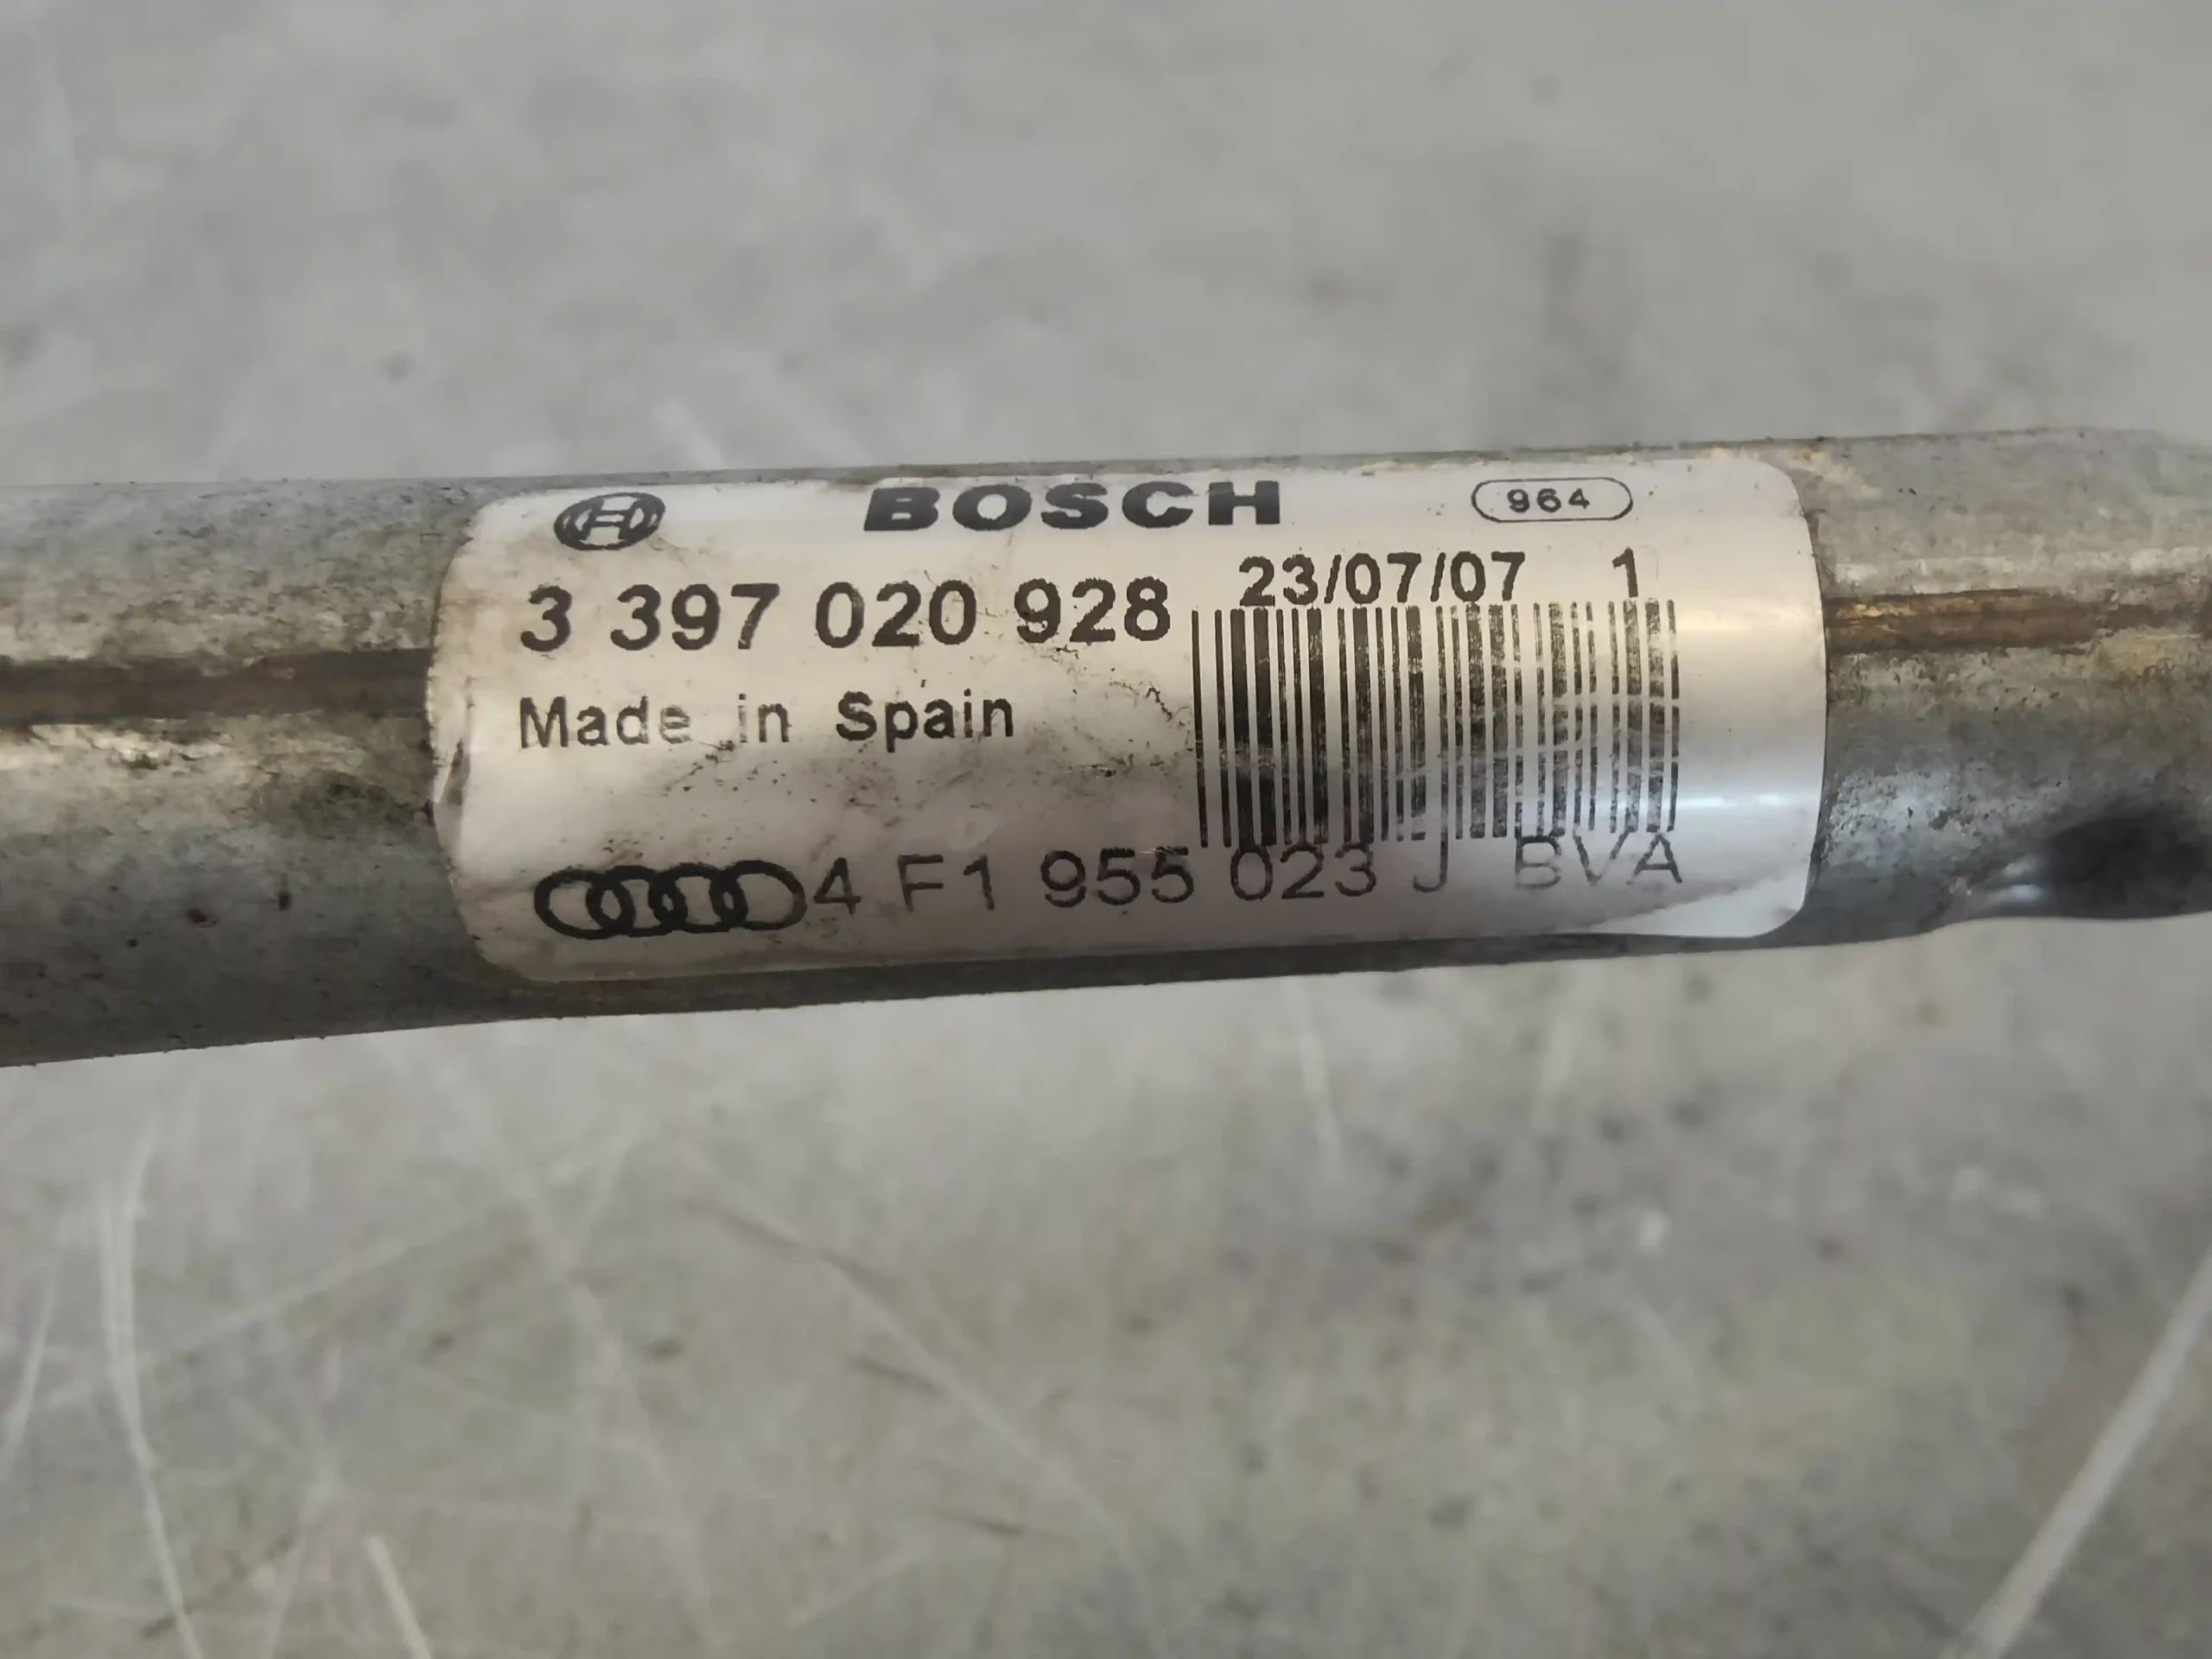 BOSCH 964
23/07/07 1
3 397 020 928
Made in Spain
4 F1 955 023 J BVA